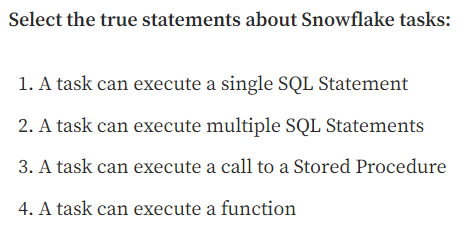 Select the true statements about Snowflake tasks:
1. A task can execute a single SQL Statement
2. A task can execute multiple SQL Statements
3. A task can execute a call to a Stored Procedure
4. A task can execute a function